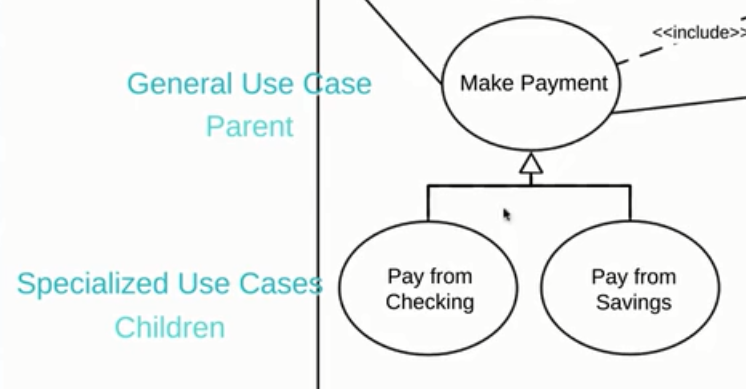 <<include>>
General Use Case
Parent
Make Payment
Specialized Use Cases
Children
Pay from
Checking
Pay from
Savings